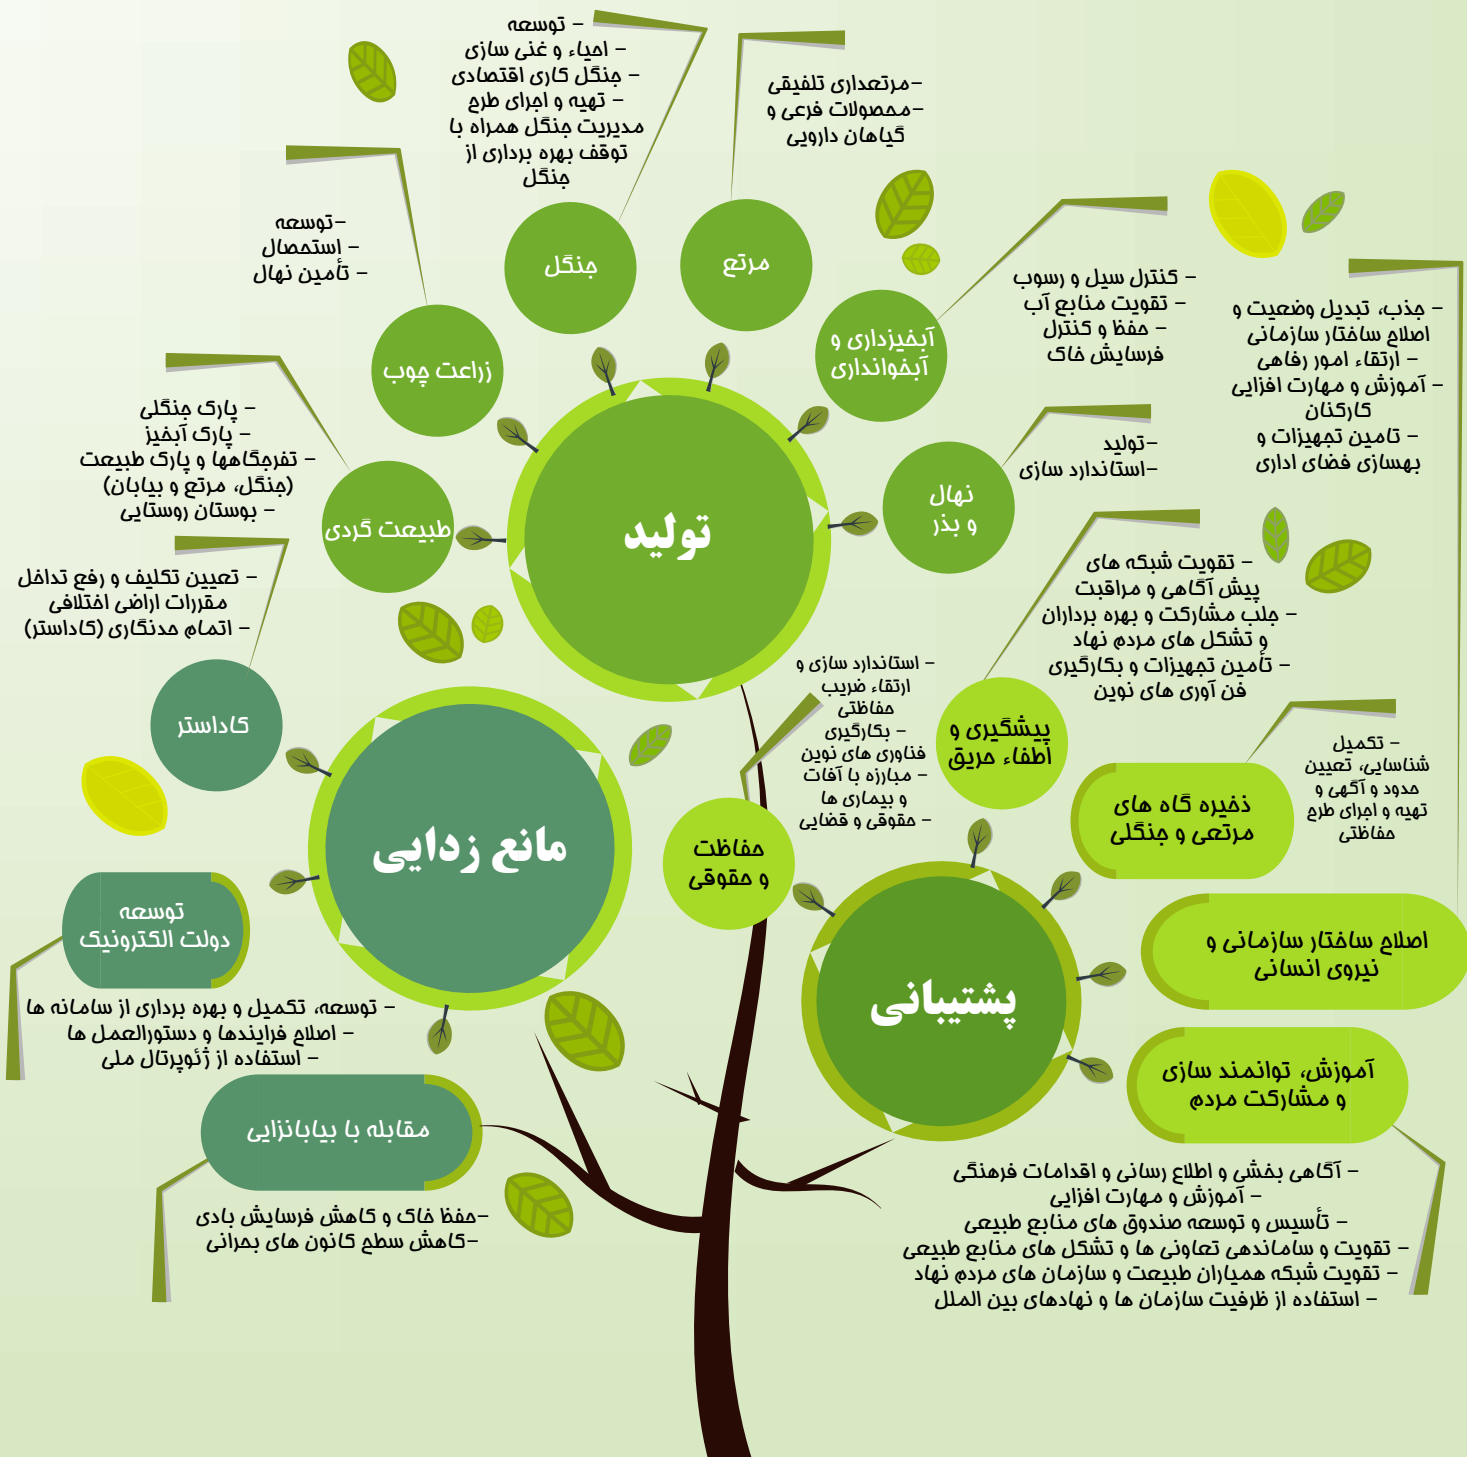 - توسعه
- احیاء و غنی سازی
- جنگل کاری اقتصادی
- تهیه و اجرای طرح
مدیریت جنگل همراه با
توقف بهره برداری از
جنگل
-مرتعداری تلفیقی
-محصولات فرعی و
گیاهان دارویی
جنگل
مرتع
-توسعه
- استحصال
- تأمین نهال
زراعت چوب
آبخیزداری و
آبخوانداری
- کنترل سیل و رسوب
- تقویت منابع آب
- حفظ و کنترل
فرسایش خاک
- جذب، تبدیل وضعیت و
اصلاح ساختار سازمانی
- ارتقاء امور رفاهی
- آموزش و مهارت افزایی
کارکنان
- تامین تجهیزات و
بهسازی فضای اداری
- پارک جنگلی
- پارک آبخیز
- تفرجگاهها و پارک طبیعت
(جنگل، مرتع و بیابان)
- بوستان روستایی
طبیعت گردی
تولید
نهال
و بذر
-تولید
-استاندارد سازی
- تعیین تکلیف و رفع تداخل
مقررات اراضی اختلافی
- اتمام حدنگاری (کاداستر)
کاداستر
- تقویت شبکه های
پیش آگاهی و مراقبت
- جلب مشارکت و بهره برداران
و تشکل های مردم نهاد
- تأمین تجهیزات و بکارگیری
فن آوری های نوین
پیشگیری و
اطفاء حریق
- استاندارد سازی و
ارتقاء ضریب
حفاظتی
- بکارگیری
فناوری های نوین
- مبارزه با آفات
و بیماری ها
- حقوقی و قضایی
حفاظت
و حقوقی
- تکمیل
شناسایی، تعیین
حدود و آگهی و
تهیه و اجرای طرح
حفاظتی
ذخیره گاه های
مرتعی و جنگلی
مانع زدایی
توسعه
دولت الکترونیک
- توسعه، تکمیل و بهره برداری از سامانه ها
- اصلاح فرایندها و دستورالعمل ها
- استفاده از ژئوپرتال ملی
مقابله با بیابانزایی
-حفظ خاک و کاهش فرسایش بادی
-کاهش سطح کانون های بحرانی
پشتیبانی
اصلاح ساختار سازمانی و
نیروی انسانی
آموزش، توانمند سازی
و مشارکت مردم
- آگاهی بخشی و اطلاع رسانی و اقدامات فرهنگی
- آموزش و مهارت افزایی
- تأسیس و توسعه صندوق های منابع طبیعی
- تقویت و ساماندهی تعاونی ها و تشکل های منابع طبیعی
- تقویت شبکه همیاران طبیعت و سازمان های مردم نهاد
- استفاده از ظرفیت سازمان ها و نهادهای بین الملل